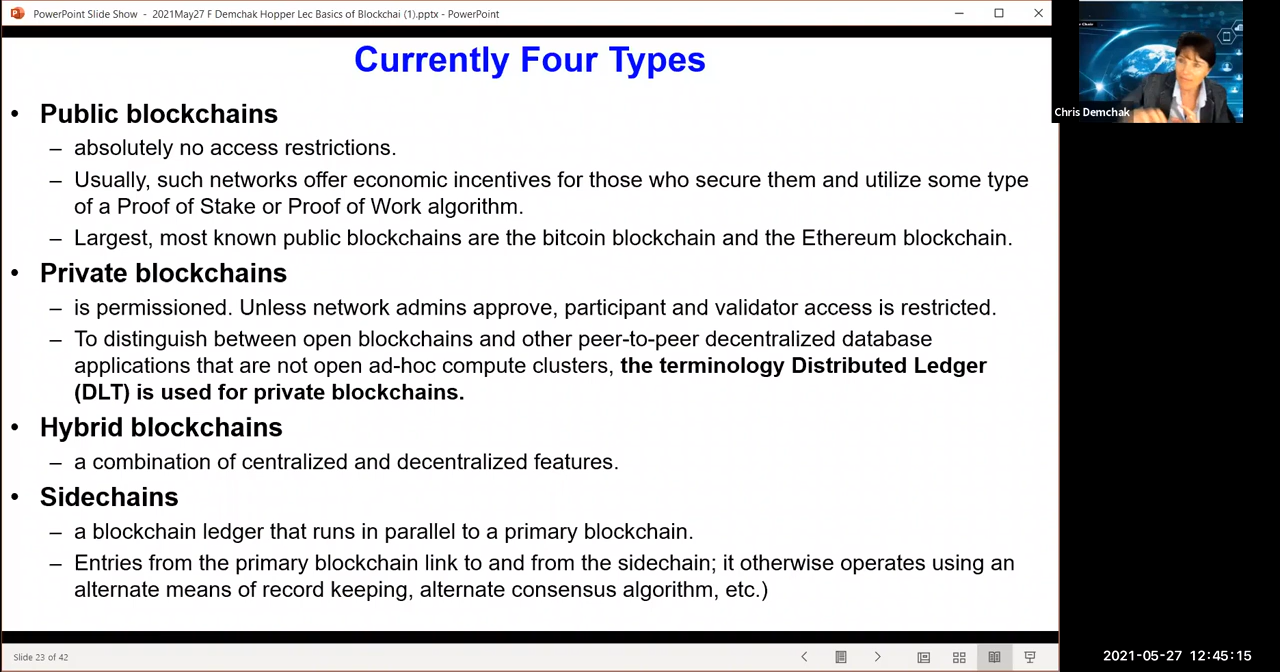 PowerPoint Slide Show - 2021May27 F Demchak Hopper Lec Basics of Blockchai (1).pptx - PowerPoint
Currently Four Types
• Public blockchains
– absolutely no access restrictions.
– Usually, such networks offer economic incentives for those who secure them and utilize some type
of a Proof of Stake or Proof of Work algorithm.
– Largest, most known public blockchains are the bitcoin blockchain and the Ethereum blockchain.
• Private blockchains
– is permissioned. Unless network admins approve, participant and validator access is restricted.
– To distinguish between open blockchains and other peer-to-peer decentralized database
applications that are not open ad-hoc compute clusters, the terminology Distributed Ledger
(DLT) is used for private blockchains.
• Hybrid blockchains
– a combination of centralized and decentralized features.
• Sidechains
– a blockchain ledger that runs in parallel to a primary blockchain.
– Entries from the primary blockchain link to and from the sidechain; it otherwise operates using an
alternate means of record keeping, alternate consensus algorithm, etc.)
Slide 23 of 42
Chris Demchak
2021-05-27 12:45:15